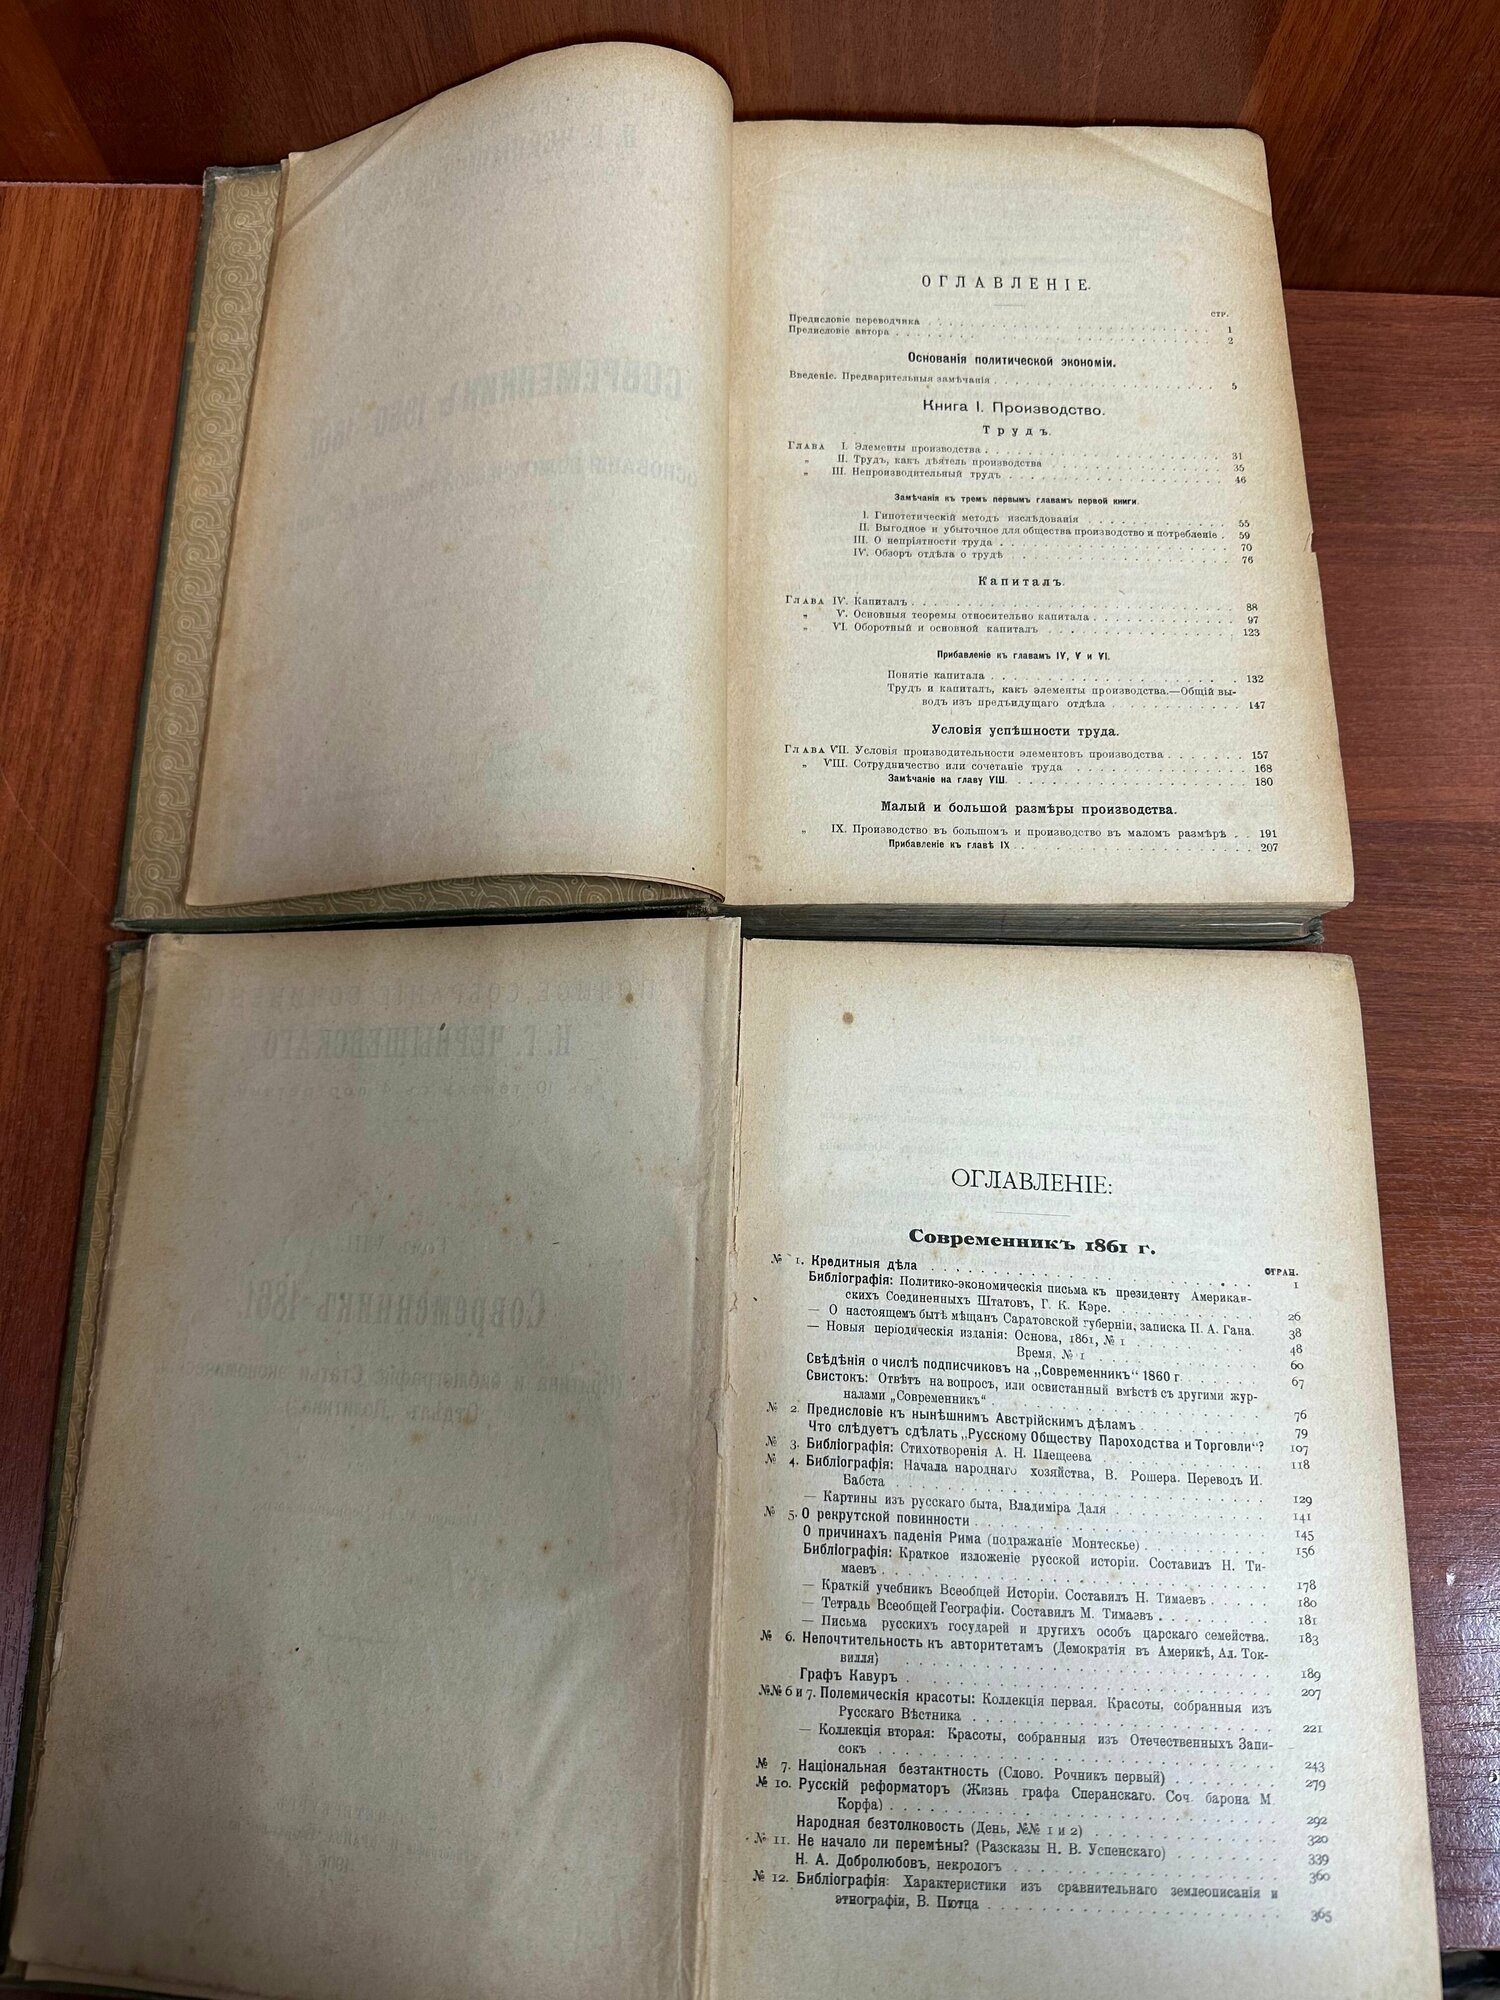 ОГЛАВЛЕНІЕ.
СТР.
Предисловіе переводчика . . . 1
Предисловіе автора . . . 2
Основанія политической экономіи.
Введеніе. Предварительныя замѣчанія . . . 5
Книга I. Производство.
Трудъ.
Глава I. Элементы производства . . . 31
„ II. Трудъ, какъ дѣятель производства . . . 35
„ III. Непроизводительный трудъ . . . 46
Замѣчанія къ тремъ первымъ главамъ первой книги.
I. Гипотетическій методъ изслѣдованія . . . 55
II. Выгодное и убыточное для общества производство и потребленіе . 59
III. О непріятности труда . . . 70
IV. Обзоръ отдѣла о трудѣ . . . 76
Капиталъ.
Глава IV. Капиталъ . . . 88
„ V. Основныя теоремы относительно капитала . . . 97
„ VI. Оборотный и основной капиталъ . . . 123
Прибавленіе къ главамъ IV, V и VI.
Понятіе капитала . . . 132
Трудъ и капиталъ, какъ элементы производства.—Общій вы-
водъ изъ предъидущаго отдѣла . . . 147
Условія успѣшности труда.
Глава VII. Условія производительности элементовъ производства . . . 157
„ VIII. Сотрудничество или сочетаніе труда . . . 168
Замѣчаніе на главу VIII. . . . 180
Малый и большой размѣры производства.
„ IX. Производство въ большомъ и производство въ маломъ размѣрѣ . . 191
Прибавленіе къ главѣ IX . . . 207
ОГЛАВЛЕНІЕ:
Современникъ 1861 г.
СТРАН.
№ 1. Кредитныя дѣла . . . 1
Библіографія: Политико-экономическія письма къ президенту Американ-
скихъ Соединенныхъ Штатовъ, Г. К. Кэре. . . . 26
— О настоящемъ бытѣ мѣщан Саратовской губерніи, записка П. А. Гана. 38
— Новыя періодическія изданія: Основа, 1861, № 1 . . . 48
Время, № 1 . . . 60
Свѣдѣнія о числѣ подписчиковъ на „Современникъ“ 1860 г. . . . 67
Свистокъ: Отвѣтъ на вопросъ, или освистанный вмѣстѣ съ другими жур-
налами „Современникъ“ . . . 76
№ 2. Предисловіе къ нынѣшнимъ Австрійскимъ дѣламъ . . . 79
Что слѣдуетъ сдѣлать „Русскому Обществу Пароходства и Торговли“? 107
№ 3. Библіографія: Стихотворенія А. Н. Плещеева . . . 118
№ 4. Библіографія: Начала народнаго хозяйства, В. Рошера. Переводъ И.
Бабста . . . 129
— Картины изъ русскаго быта, Владиміра Даля . . . 141
№ 5. О рекрутской повинности . . . 145
О причинахъ паденія Рима (подражаніе Монтескье) . . . 156
Библіографія: Краткое изложеніе русской исторіи. Составилъ Н. Ти-
маевъ . . . 178
— Краткій учебникъ Всеобщей Исторіи. Составилъ Н. Тимаевъ . . . 180
— Тетрадь Всеобщей Географіи. Составилъ М. Тимаэвъ . . . 181
— Письма русскихъ государей и другихъ особъ царскаго семейства. 183
№ 6. Непочтительность къ авторитетамъ (Демократія въ Америкѣ, Ал. Ток-
вилля) . . . 189
Графъ Кавуръ . . . 207
№№ 6 и 7. Полемическія красоты: Коллекція первая. Красоты, собранныя изъ
Русскаго Вѣстника . . . 221
— Коллекція вторая: Красоты, собранныя изъ Отечественныхъ Запи-
сокъ . . . 243
№ 7. Національная безтактность (Слово. Рочникъ первый) . . . 279
№ 10. Русскій реформаторъ (Жизнь графа Сперанскаго. Соч. барона М
Корфа) . . . 292
Народная безтолковость (День, №№ 1 и 2) . . . 320
№ 11. Не начало ли перемѣны? (Разсказы Н. В. Успенскаго) . . . 339
Н. А. Добролюбовъ, некрологъ . . . 360
№ 12. Библіографія: Характеристики изъ сравнительнаго землеописанія и
этнографіи, В. Пютца . . . 365